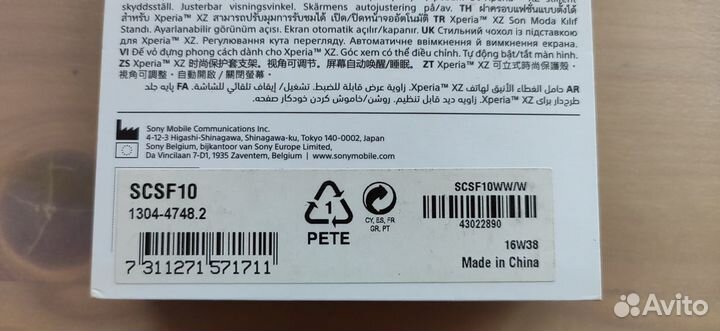 skyddsställ. Justerbar visningsvinkel. Skärmens autojustering på/av. TH ฝาครอบแฟชั่นแบบตั้งได้
สำหรับ Xperia™ XZ สามารถปรับมุมการรับชมได้ เปิด/ปิดหน้าจออัตโนมัติ TR Xperia™ XZ Son Moda Kılıf
Standı. Ayarlanabilir görünüm açısı. Ekran otomatik açılır/kapanır. UK Стильний чохол із підставкою
для Xperia™ XZ. Регулювання кута перегляду. Автоматичне ввімкнення й вимкнення екрана.
VI Đế vỏ dựng phong cách dành cho Xperia™ XZ. Góc xem có thể điều chỉnh. Tự động bật/tắt màn hình.
ZS Xperia™ XZ 时尚保护套支架。视角可调节。屏幕自动唤醒/睡眠。 ZT Xperia™ XZ 可立式時尚保護殼。
視角可調整。自動開啟 / 關閉螢幕。
AR حامل الغطاء الأنيق لهاتف Xperia™ XZ. زاوية عرض قابلة للضبط. تشغيل/إيقاف تلقائي للشاشة. FA پایه جلد
طرح‌دار برای Xperia™ XZ. زاویه دید قابل تنظیم. روشن/خاموش کردن خودکار صفحه.
Sony Mobile Communications Inc.
4-12-3 Higashi-Shinagawa, Shinagawa-ku, Tokyo 140-0002, Japan
Sony Belgium, bijkantoor van Sony Europe Limited,
Da Vincilaan 7-D1, 1935 Zaventem, Belgium | www.sonymobile.com
SCSF10
1304-4748.2
7 311271 571711
1
PETE
CY, ES, FR
GR, PT
SCSF10WW/W
43022890
16W38
Made in China
Avito